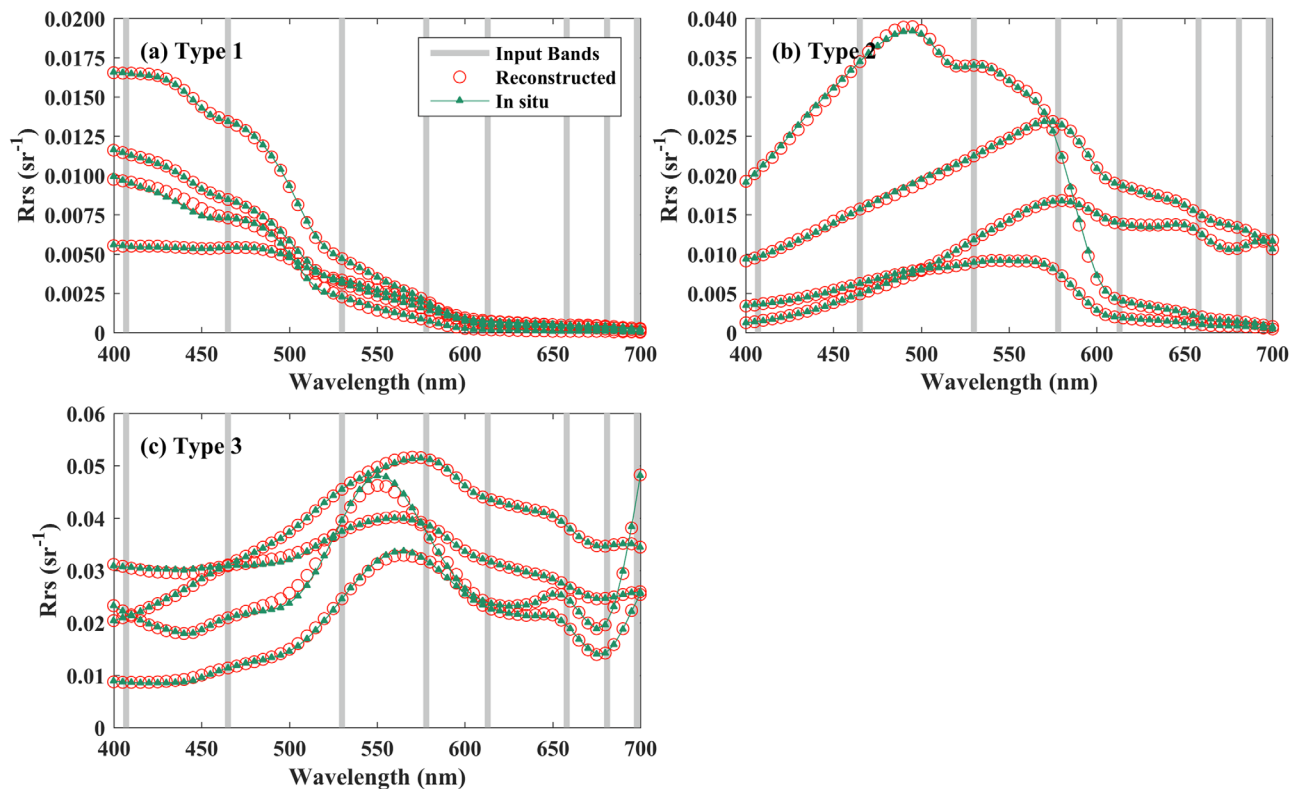 0.0200
0.0175
0.0150
0.0125
0.0100
0.0075
0.0050
0.0025
0
Rrs (sr-1)
(a) Type 1
Input Bands
Reconstructed
In situ
400 450 500 550 600 650 700
Wavelength (nm)
0.040
0.035
0.030
0.025
0.020
0.015
0.010
0.005
0
Rrs (sr-1)
(b) Type 2
400 450 500 550 600 650 700
Wavelength (nm)
0.06
0.05
0.04
0.03
0.02
0.01
0
Rrs (sr-1)
(c) Type 3
400 450 500 550 600 650 700
Wavelength (nm)